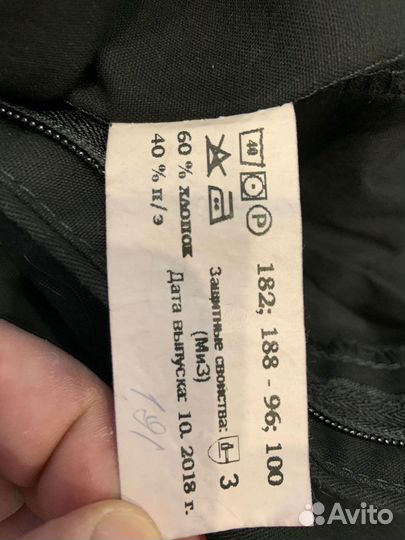 182; 188 - 96; 100
40
P
60 % хлопок
40 % п/э
Защитные свойства: 3
(МиЗ)
Дата выпуска: 10. 2018 г.
191
Avito